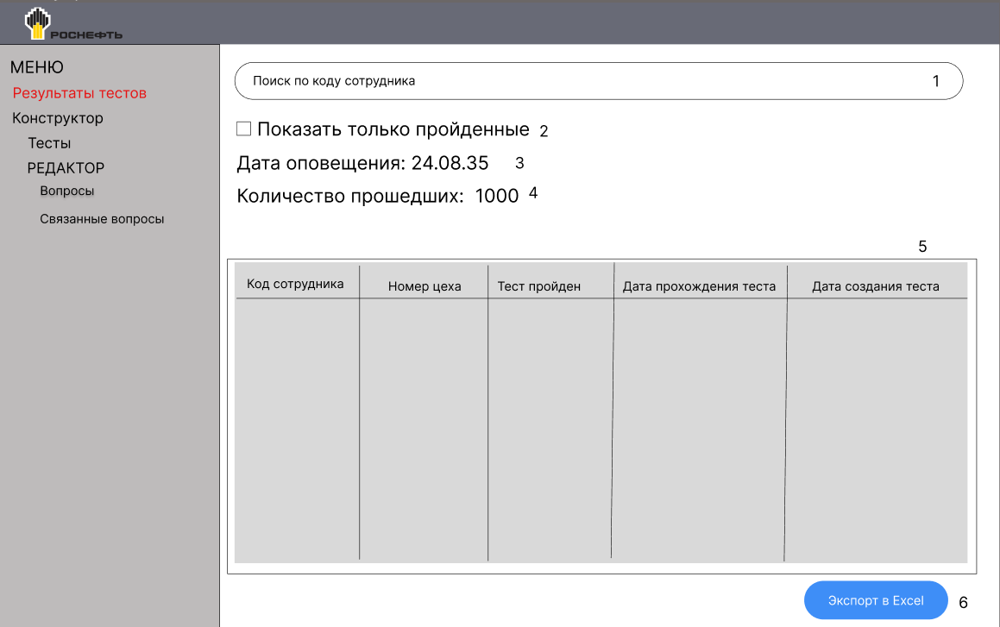 РОСНЕФТЬ
МЕНЮ
Результаты тестов
Конструктор
Тесты
РЕДАКТОР
Вопросы
Связанные вопросы
Поиск по коду сотрудника 1
Показать только пройденные 2
Дата оповещения: 24.08.35 3
Количество прошедших: 1000 4
5
Код сотрудника Номер цеха Тест пройден Дата прохождения теста Дата создания теста
Экспорт в Excel 6